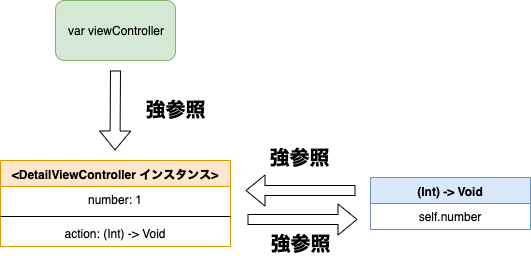 var viewController
強参照
<DetailViewController インスタンス>
number: 1
action: (Int) -> Void
強参照
強参照
(Int) -> Void
self.number